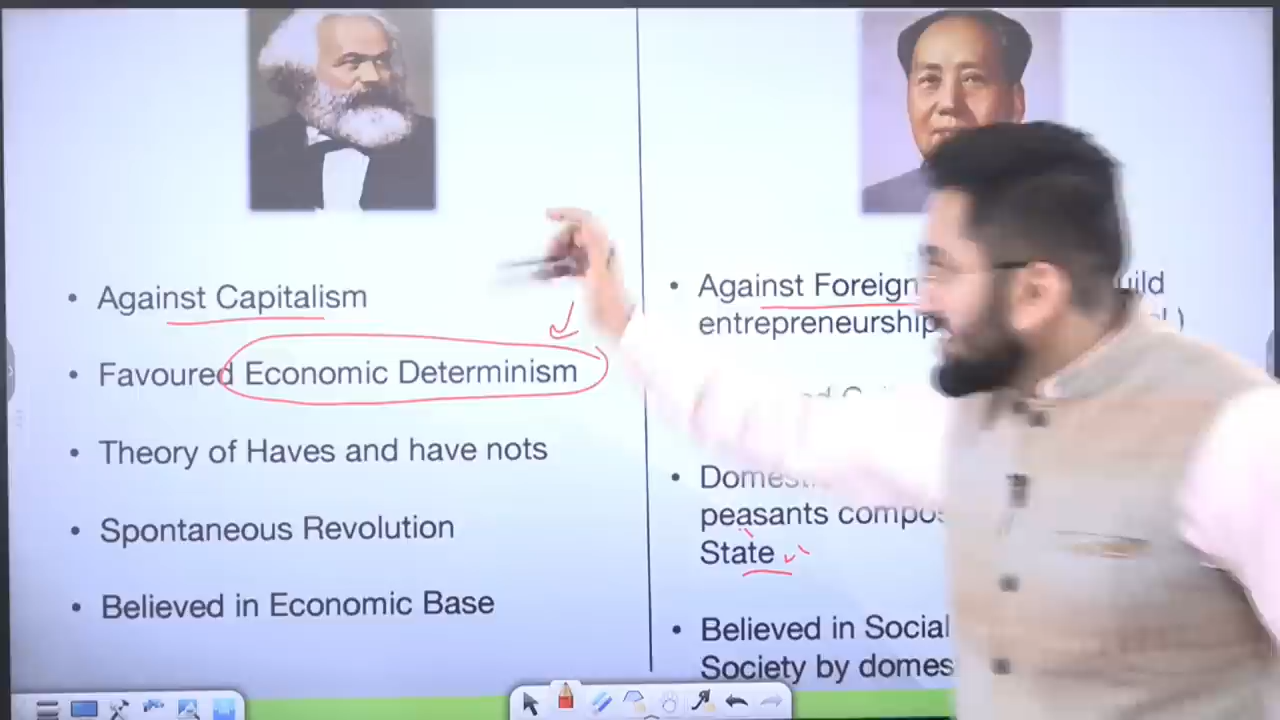 Against Capitalism
Favoured Economic Determinism
Theory of Haves and have nots
Spontaneous Revolution
Believed in Economic Base
Against Foreign
entrepreneurship
peasants
State
Believed in Social
Society by